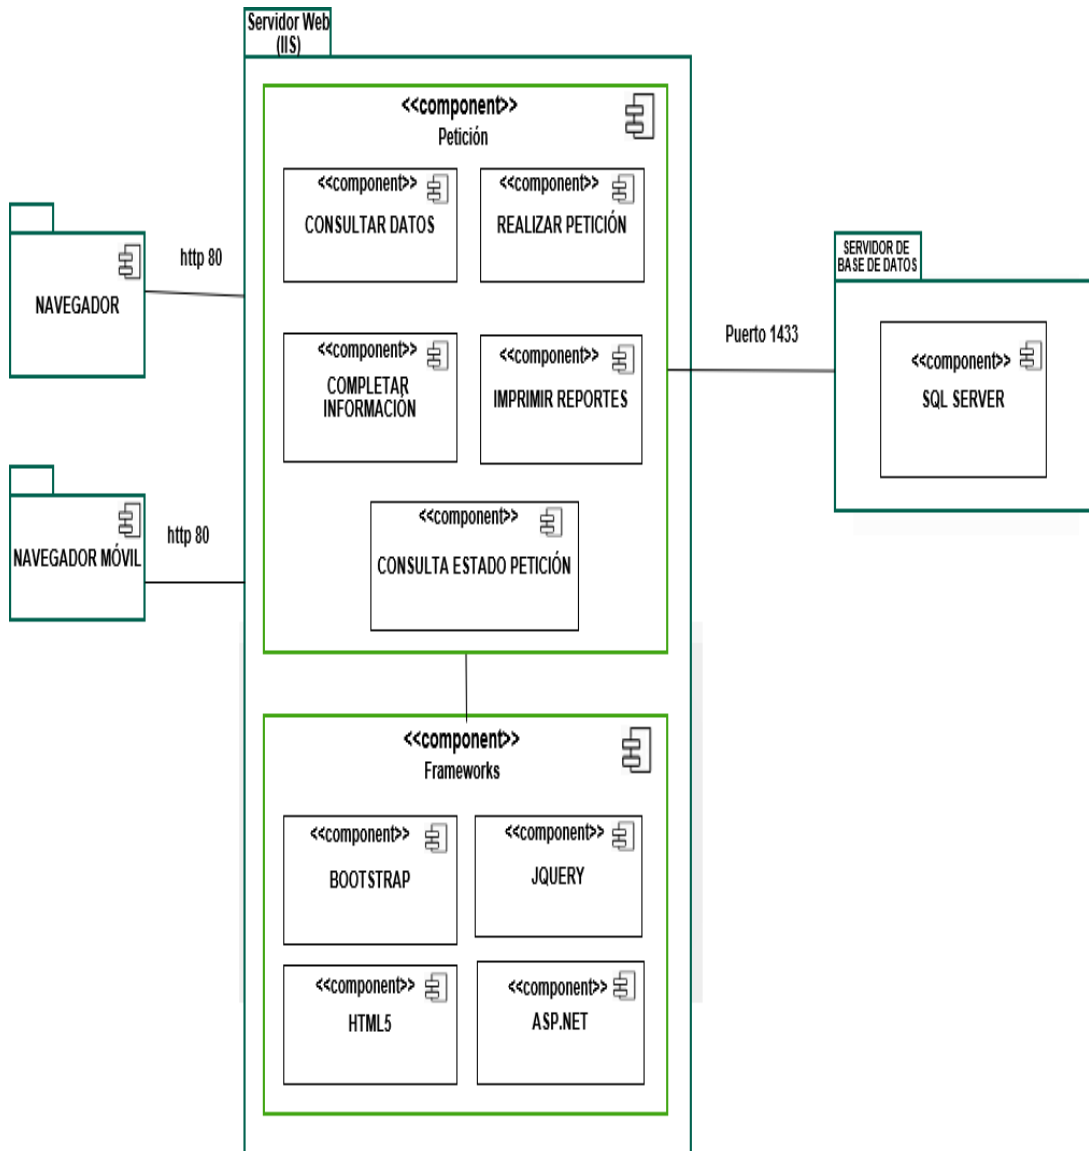 Servidor Web
(IIS)
<<component>>
Petición
<<component>>
CONSULTAR DATOS
<<component>>
REALIZAR PETICIÓN
http 80
NAVEGADOR
<<component>>
COMPLETAR
INFORMACIÓN
<<component>>
IMPRIMIR REPORTES
Puerto 1433
SERVIDOR DE
BASE DE DATOS
<<component>>
SQL SERVER
http 80
NAVEGADOR MÓVIL
<<component>>
CONSULTA ESTADO PETICIÓN
<<component>>
Frameworks
<<component>>
BOOTSTRAP
<<component>>
JQUERY
<<component>>
HTML5
<<component>>
ASP.NET